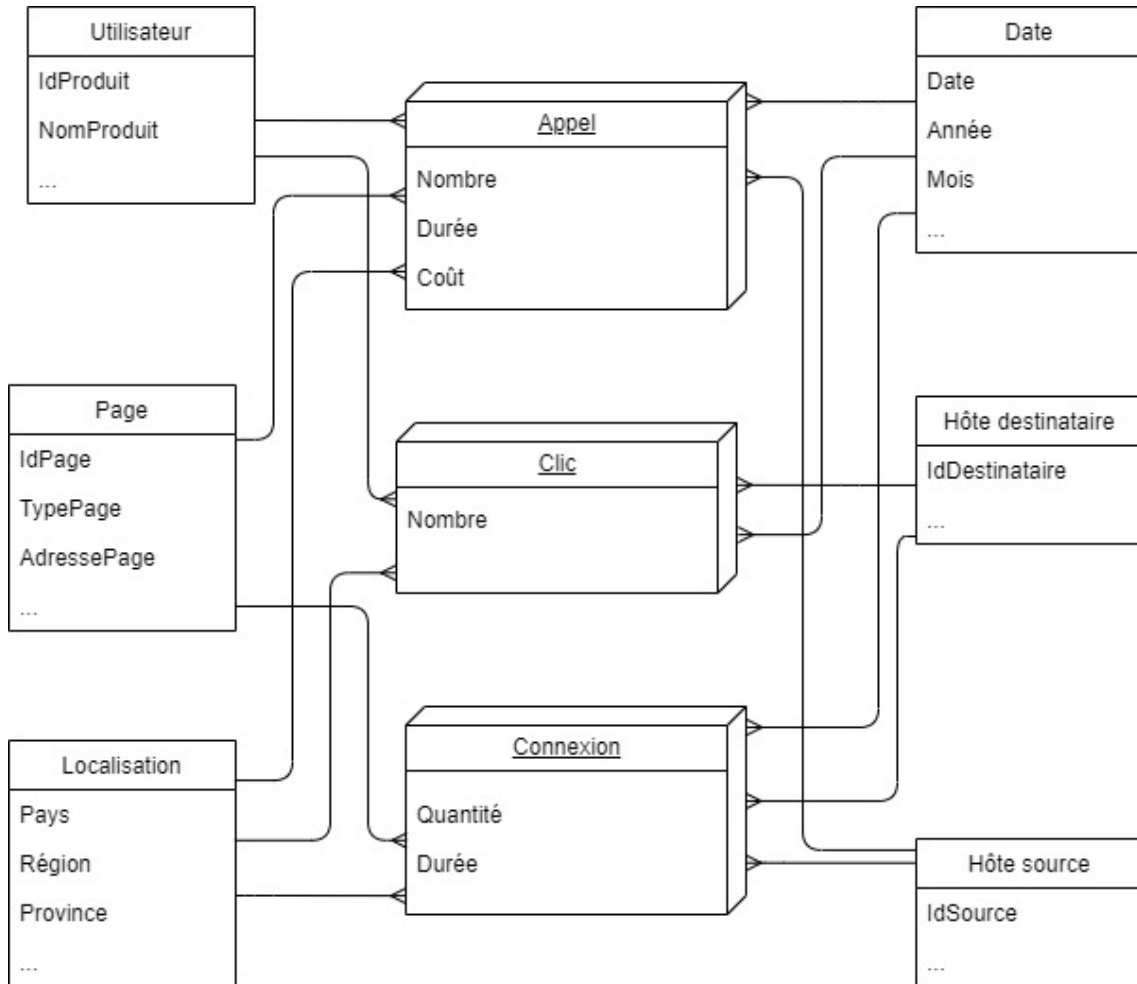 Utilisateur
IdProduit
NomProduit
...
Page
IdPage
TypePage
AdressePage
...
Localisation
Pays
Région
Province
...
Appel
Nombre
Durée
Coût
Clic
Nombre
Connexion
Quantité
Durée
Date
Date
Année
Mois
...
Hôte destinataire
IdDestinataire
...
Hôte source
IdSource
...